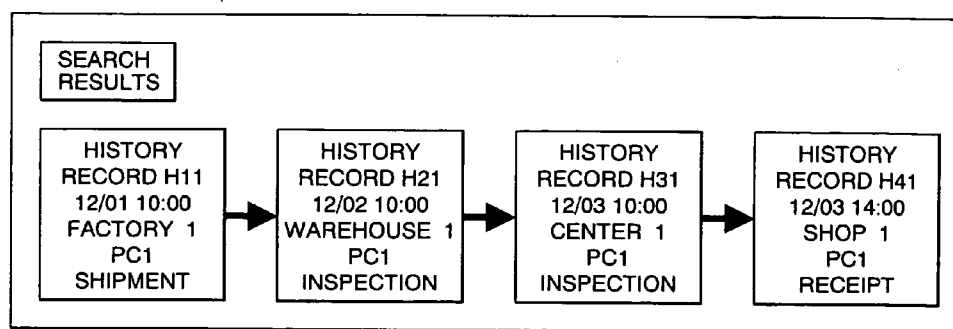 SEARCH
RESULTS
HISTORY
RECORD H11
12/01 10:00
FACTORY 1
PC1
SHIPMENT
HISTORY
RECORD H21
12/02 10:00
WAREHOUSE 1
PC1
INSPECTION
HISTORY
RECORD H31
12/03 10:00
CENTER 1
PC1
INSPECTION
HISTORY
RECORD H41
12/03 14:00
SHOP 1
PC1
RECEIPT